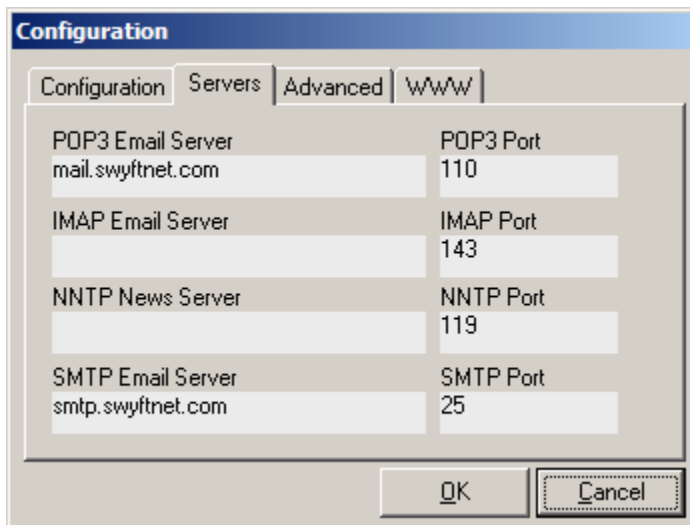 Configuration
Configuration Servers Advanced WWW
POP3 Email Server POP3 Port
mail.swyftnet.com 110
IMAP Email Server IMAP Port
143
NNTP News Server NNTP Port
119
SMTP Email Server SMTP Port
smtp.swyftnet.com 25
OK Cancel